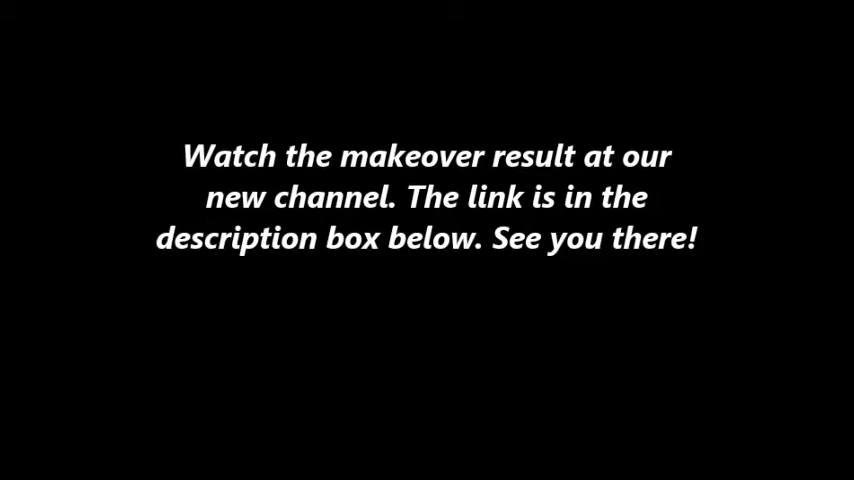 Watch the makeover result at our
new channel. The link is in the
description box below. See you there!